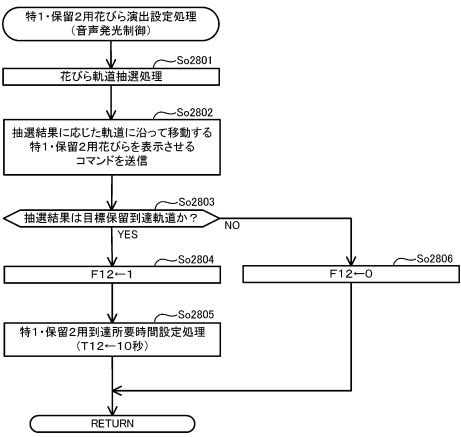 特１・保留２用花びら演出設定処理
（音声発光制御）
So2801
花びら軌道抽選処理
So2802
抽選結果に応じた軌道に沿って移動する
特１・保留２用花びらを表示させる
コマンドを送信
So2803
抽選結果は目標保留到達軌道か？
NO
YES
So2804
Ｆ１２←１
So2806
Ｆ１２←０
So2805
特１・保留２用到達所要時間設定処理
（Ｔ１２←１０秒）
RETURN